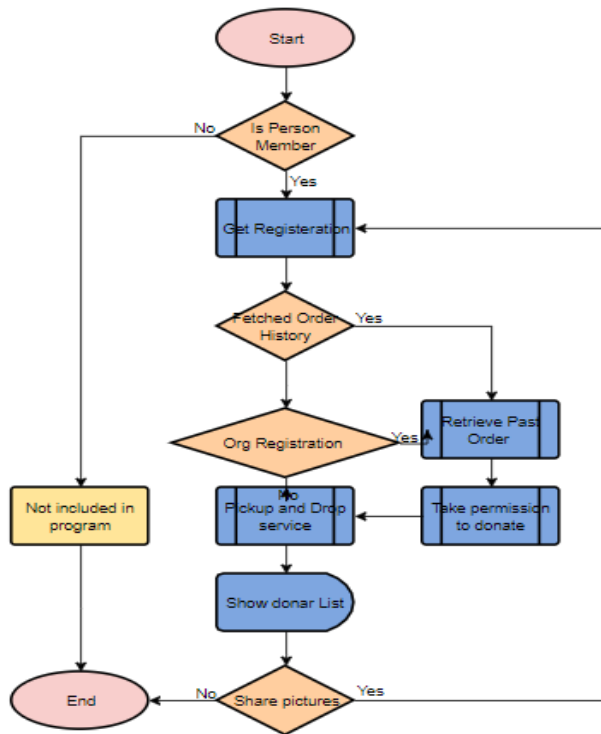 Start
Is Person
Member
No
Yes
Get Registeration
Fetched Order
History
Yes
Org Registration
Yes
Retrieve Past
Order
No
Not included in
program
Pickup and Drop
service
Take permission
to donate
Show donar List
End
No
Share pictures
Yes